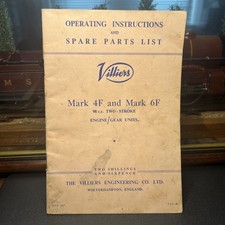 OPERATING INSTRUCTIONS
AND
SPARE PARTS LIST
Villiers
Mark 4F and Mark 6F
98 c.c. TWO-STROKE
ENGINE/GEAR UNITS.
TWO SHILLINGS
AND SIXPENCE
THE VILLIERS ENGINEERING CO. LTD.
WOLVERHAMPTON, ENGLAND.